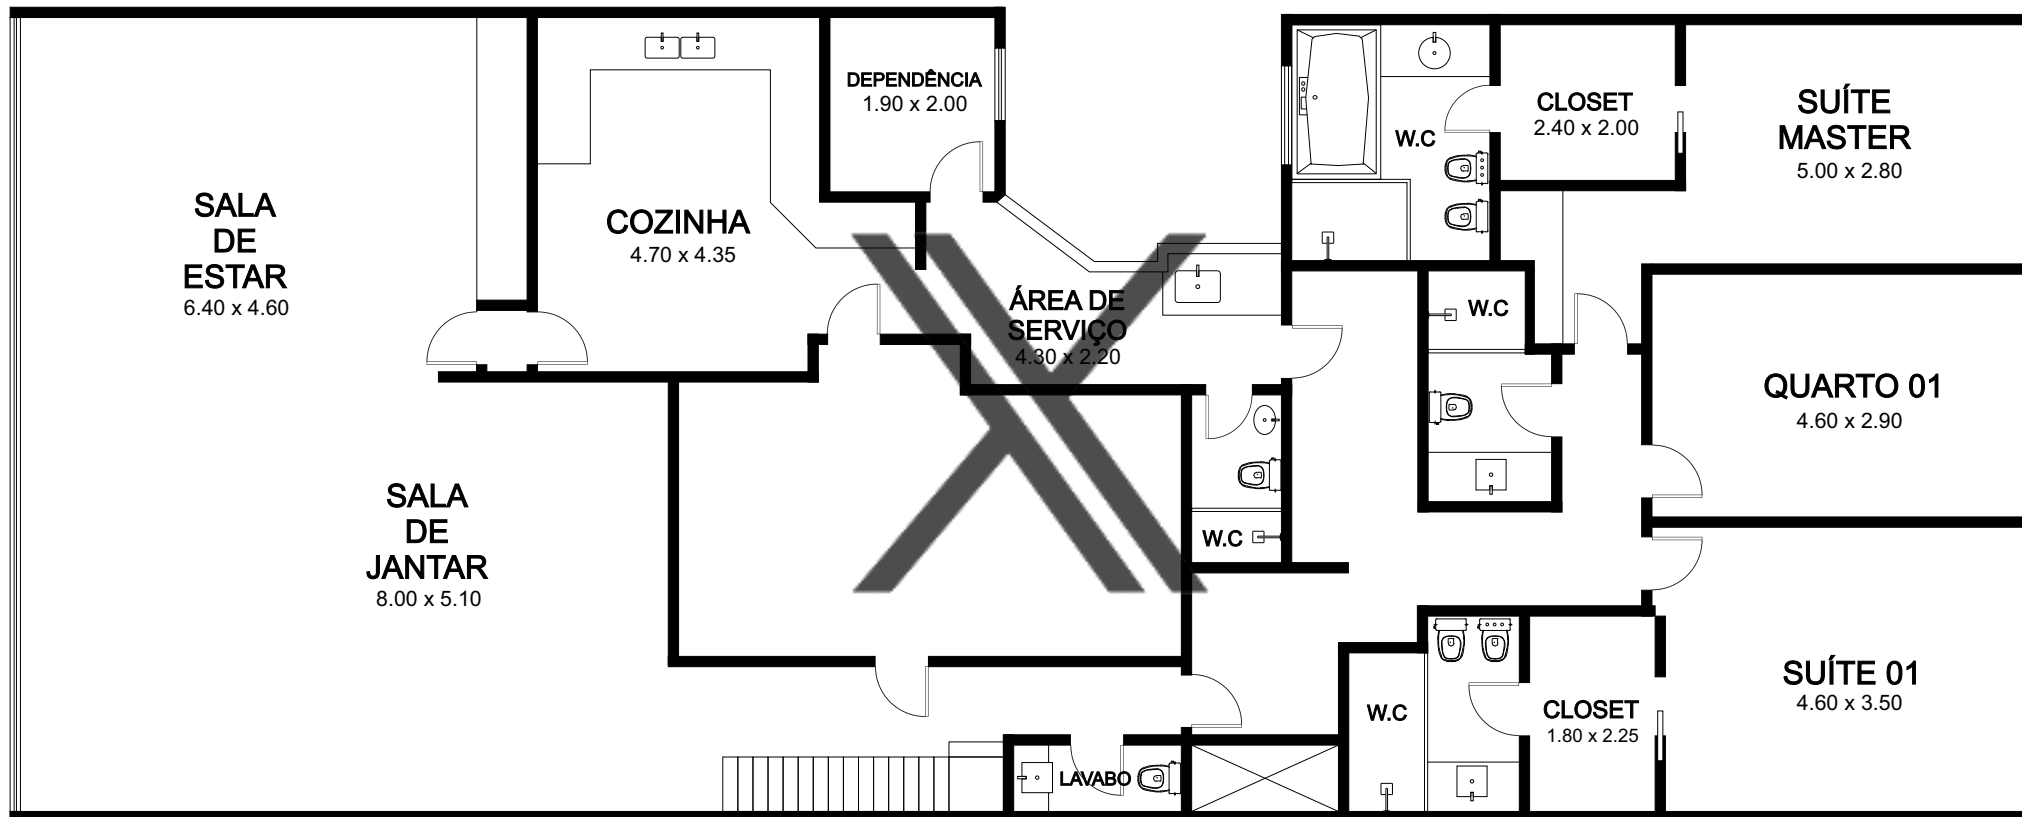 SALA
DE
ESTAR
6.40 x 4.60
SALA
DE
JANTAR
8.00 x 5.10
COZINHA
4.70 x 4.35
DEPENDÊNCIA
1.90 x 2.00
ÁREA DE
SERVIÇO
4.30 x 2.20
W.C
LAVABO
W.C
CLOSET
2.40 x 2.00
SUÍTE
MASTER
5.00 x 2.80
W.C
QUARTO 01
4.60 x 2.90
W.C
CLOSET
1.80 x 2.25
SUÍTE 01
4.60 x 3.50